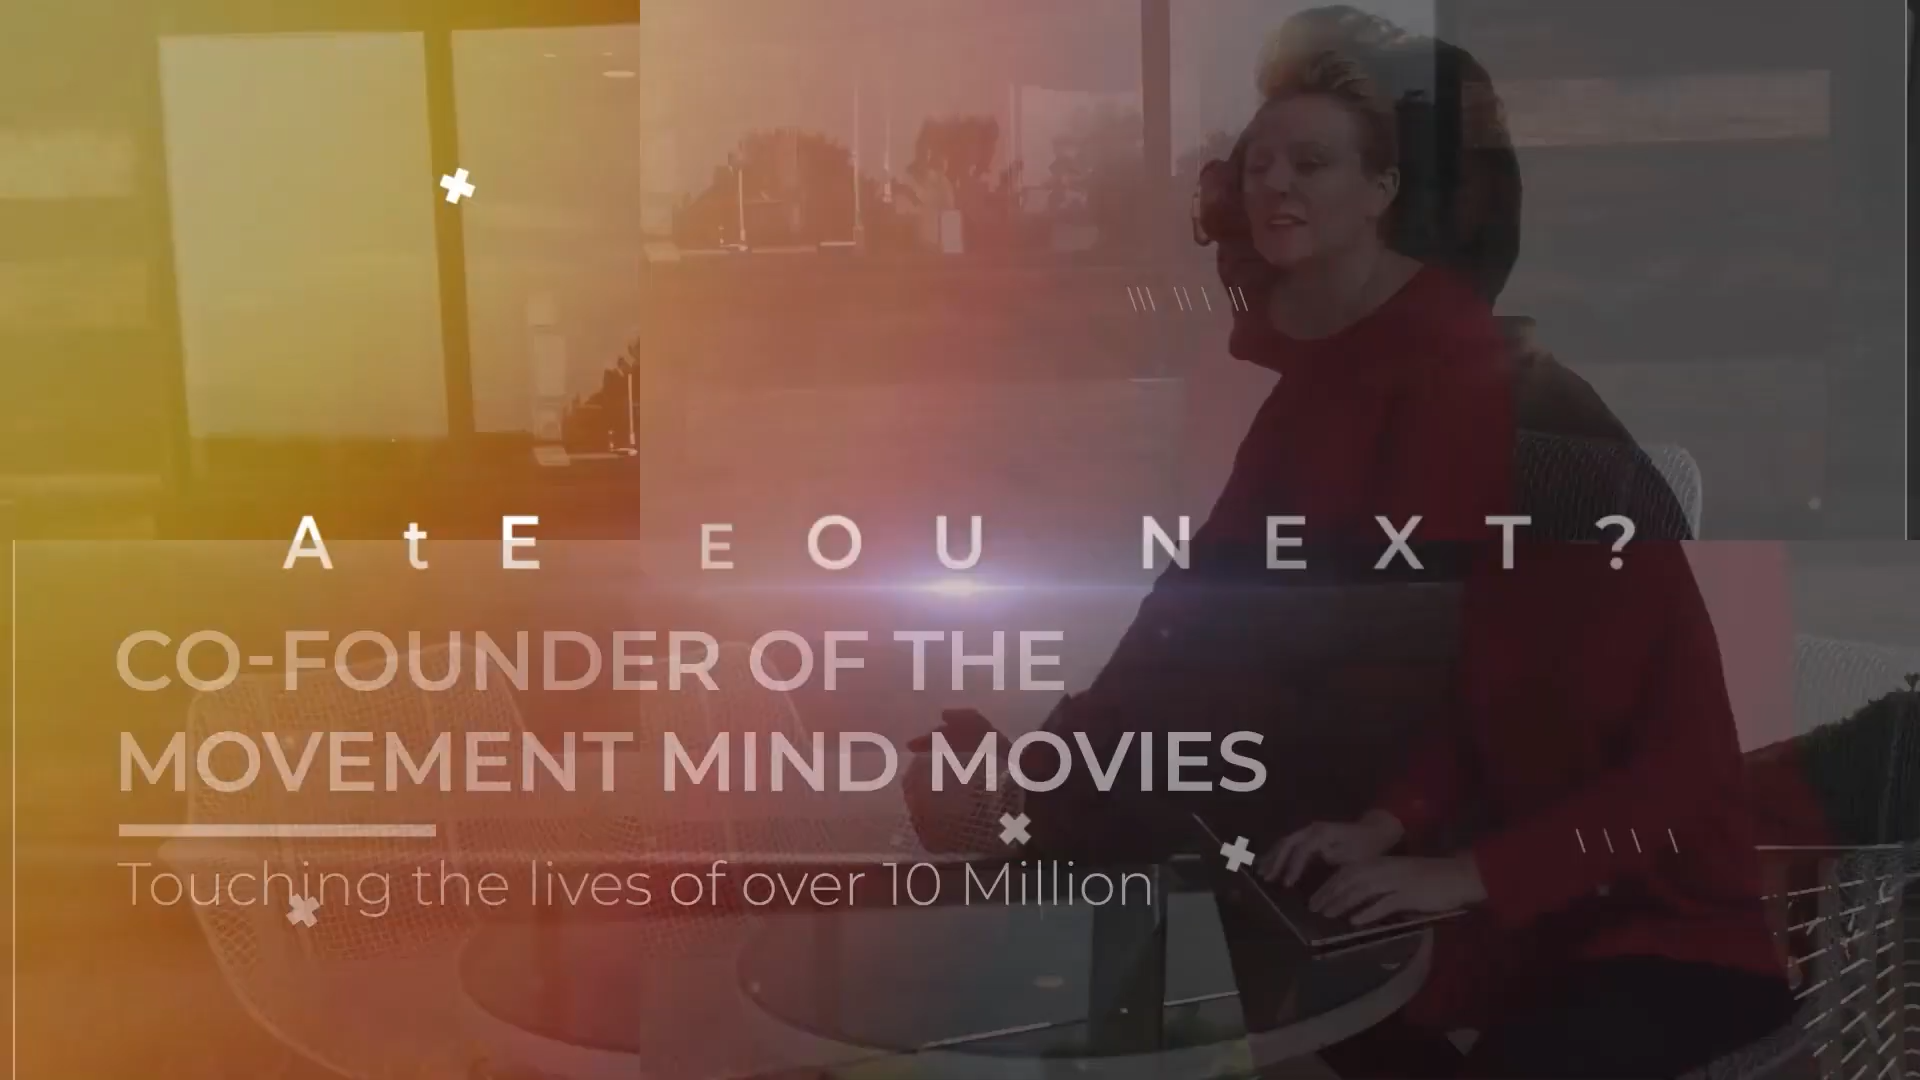 AtE EOU NEXT?
CO-FOUNDER OF THE
MOVEMENT MIND MOVIES
Touching the lives of over 10 Million